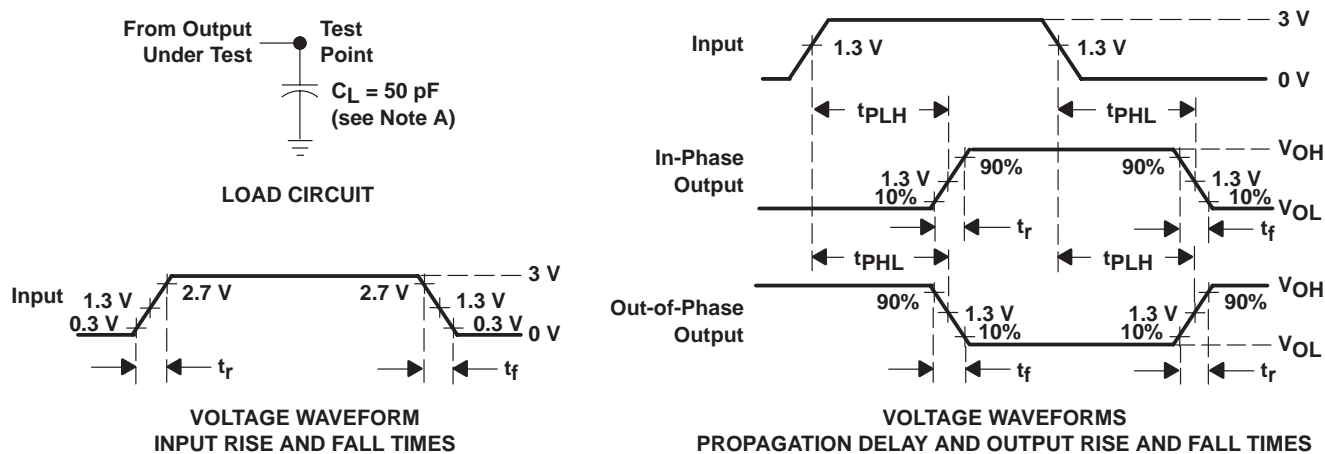 From Output
Under Test
Test
Point
CL = 50 pF
(see Note A)
LOAD CIRCUIT
Input
1.3 V
0.3 V
2.7 V
2.7 V
1.3 V
0.3 V
3 V
0 V
tr
tf
VOLTAGE WAVEFORM
INPUT RISE AND FALL TIMES
Input
1.3 V
1.3 V
3 V
0 V
tPLH
tPHL
In-Phase
Output
1.3 V
10%
90%
90%
1.3 V
10%
VOH
VOL
tr
tf
tPHL
tPLH
Out-of-Phase
Output
90%
1.3 V
10%
1.3 V
10%
90%
VOH
VOL
tf
tr
VOLTAGE WAVEFORMS
PROPAGATION DELAY AND OUTPUT RISE AND FALL TIMES